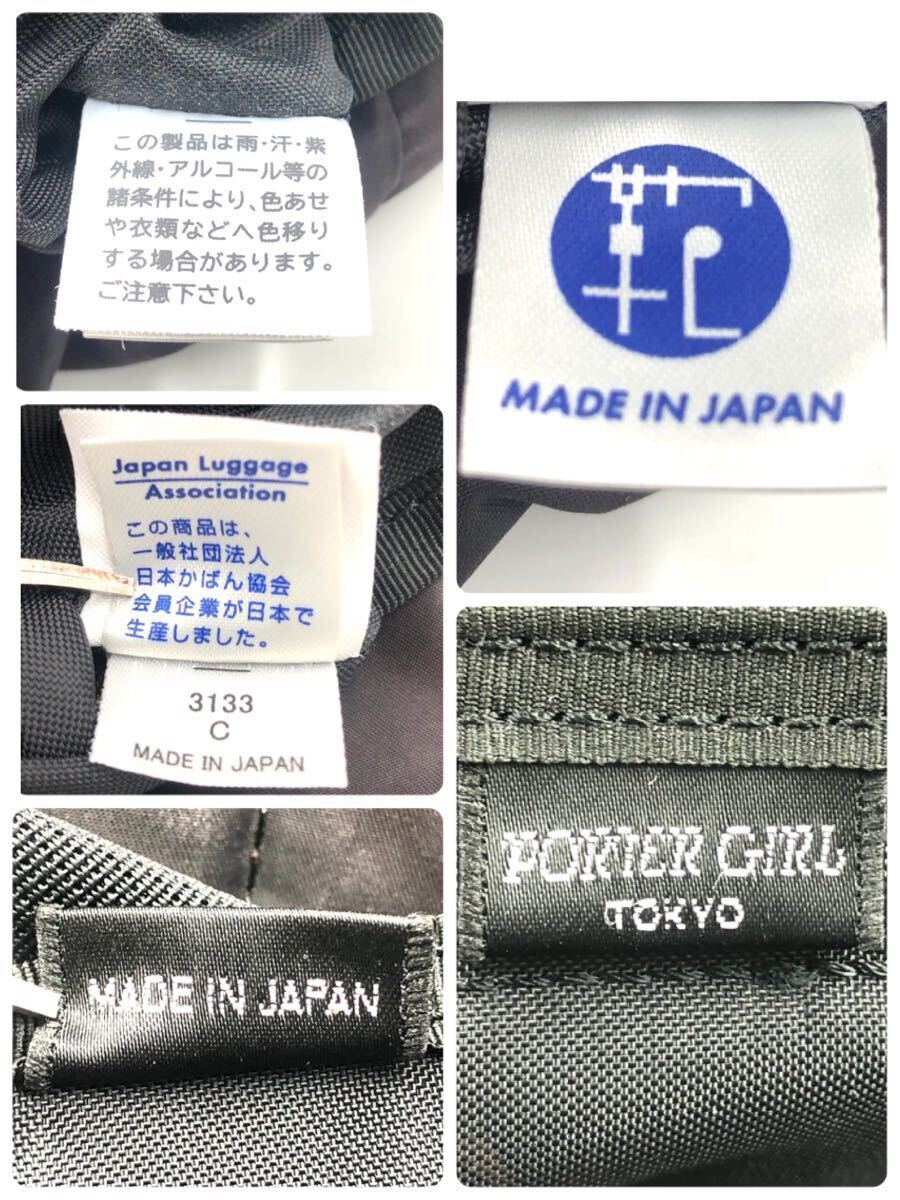 この製品は雨・汗・紫
外線・アルコール等の
諸条件により、色あせ
や衣類などへ色移り
する場合があります。
ご注意下さい。
MADE IN JAPAN
Japan Luggage
Association
この商品は、
一般社団法人
日本かばん協会
会員企業が日本で
生産しました。
3133
C
MADE IN JAPAN
MADE IN JAPAN
PORTER GIRL
TOKYO